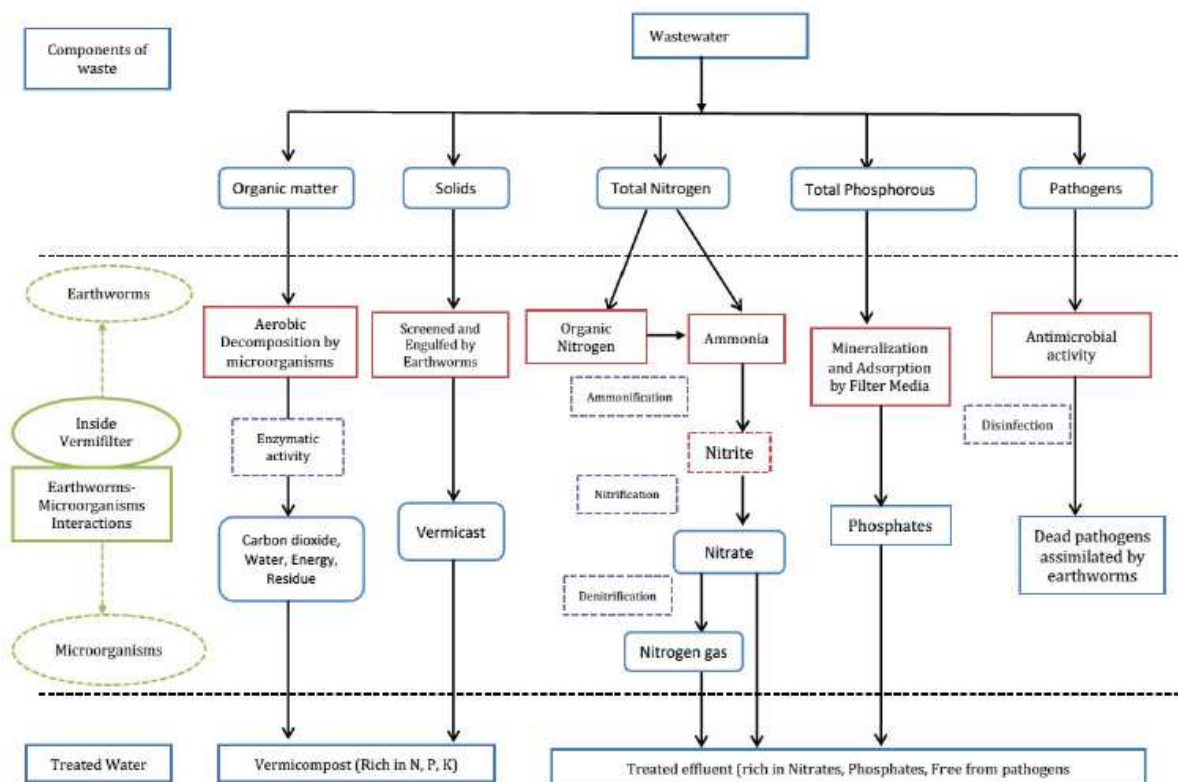 Components of
waste
Wastewater
Organic matter
Solids
Total Nitrogen
Total Phosphorous
Pathogens
Earthworms
Aerobic
Decomposition by
microorganisms
Screened and
Engulfed by
Earthworms
Organic
Nitrogen
Ammonia
Mineralization
and Adsorption
by Filter Media
Antimicrobial
activity
Ammonification
Inside
Vermifilter
Enzymatic
activity
Disinfection
Nitrite
Earthworms-
Microorganisms
Interactions
Nitrification
Carbon dioxide,
Water, Energy,
Residue
Vermicast
Nitrate
Phosphates
Dead pathogens
assimilated by
earthworms
Denitrification
Microorganisms
Nitrogen gas
Treated Water
Vermicompost (Rich in N, P, K)
Treated effluent (rich in Nitrates, Phosphates, Free from pathogens